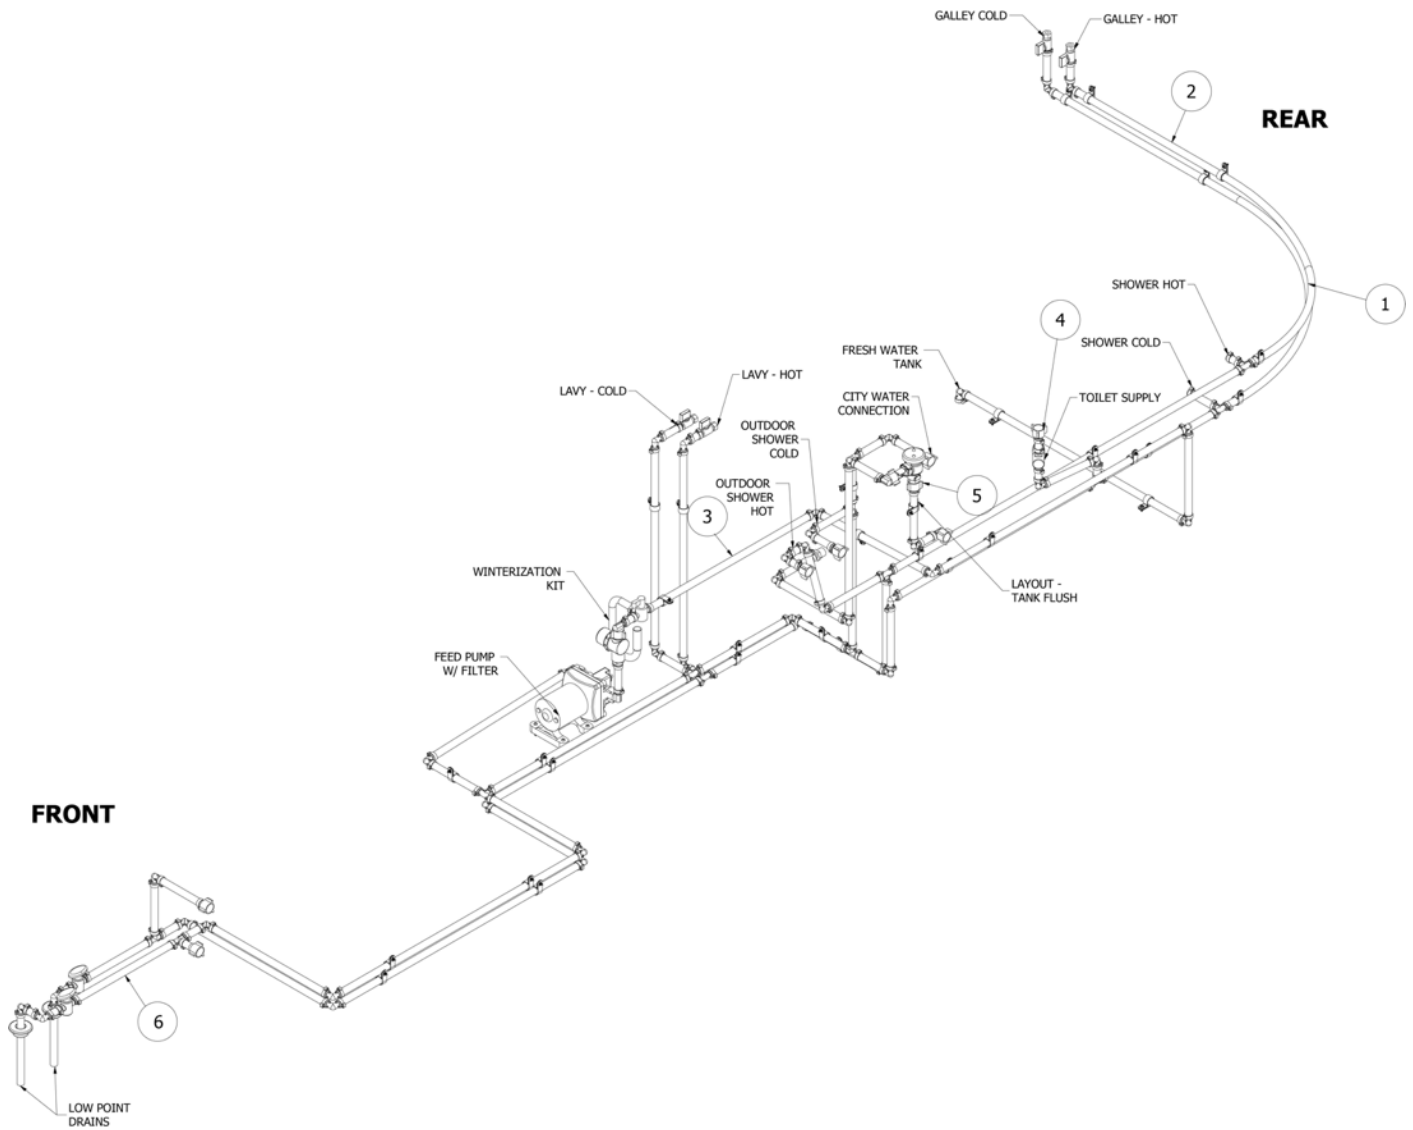 GALLEY COLD
GALLEY - HOT
2
REAR
SHOWER HOT
1
4
SHOWER COLD
FRESH WATER
TANK
LAVY - HOT
LAVY - COLD
CITY WATER
CONNECTION
TOILET SUPPLY
OUTDOOR
SHOWER
COLD
OUTDOOR
SHOWER
HOT
5
3
WINTERIZATION
KIT
LAYOUT -
TANK FLUSH
FEED PUMP
W/ FILTER
FRONT
6
LOW POINT
DRAINS